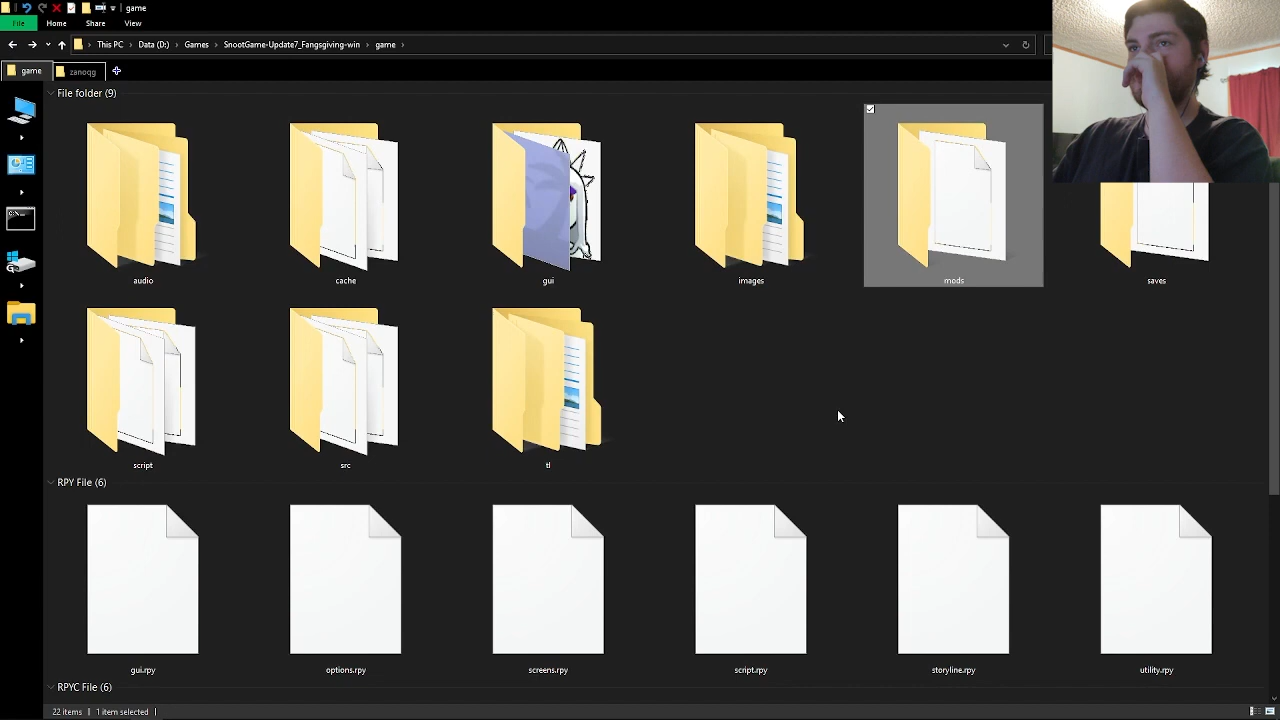 game
File
Home
Share
View
This PC
Data (D:)
Games
SnootGame-Update7_Fangsgiving-win
game
game
zanoqg
File folder (9)
audio
cache
gui
images
mods
saves
script
src
tl
RPY File (6)
gui.rpy
options.rpy
screens.rpy
script.rpy
storyline.rpy
utility.rpy
RPYC File (6)
22 items
1 item selected